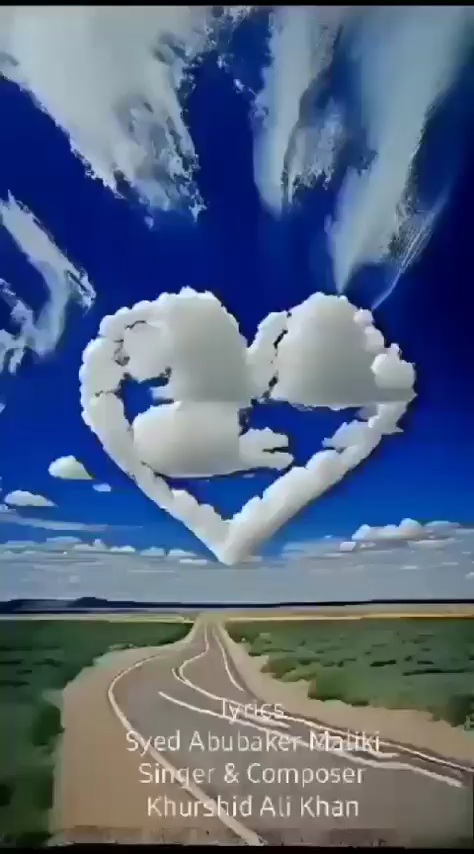 lyrics
Syed Abubaker Maliki
Singer & Composer
Khurshid Ali Khan